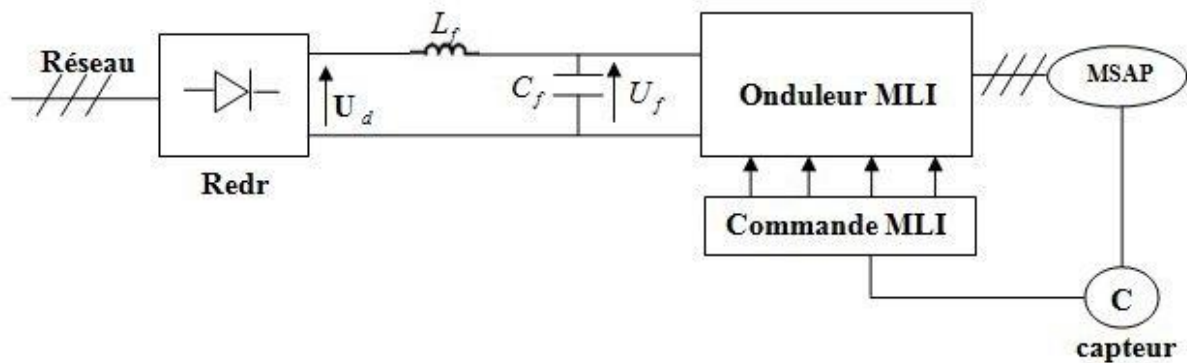 Réseau
Redr
U d
L f
C f
U f
Onduleur MLI
Commande MLI
MSAP
C
capteur